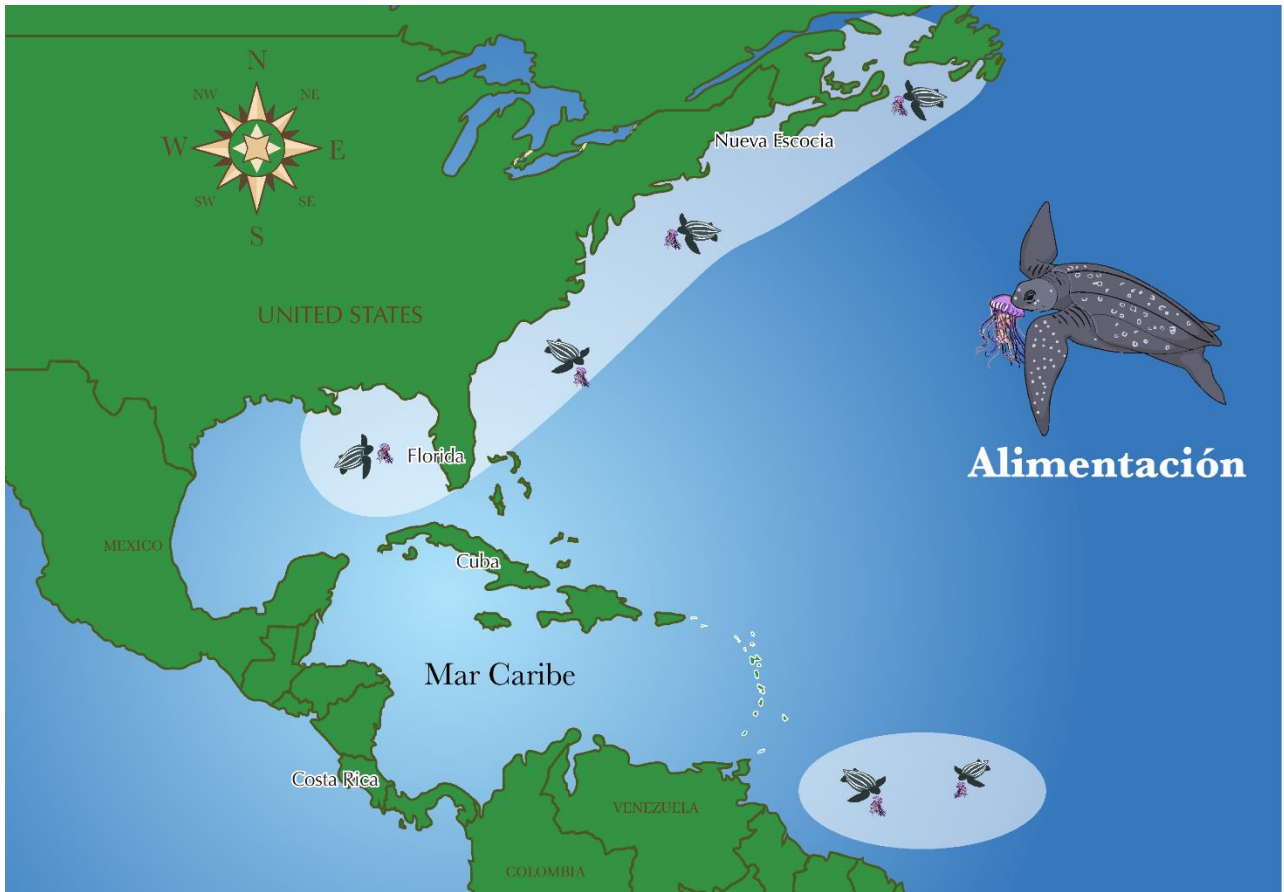 N
NW
NE
W
E
SW
SE
S
Nueva Escocia
UNITED STATES
Florida
Alimentación
MEXICO
Cuba
Mar Caribe
Costa Rica
VENEZUELA
COLOMBIA